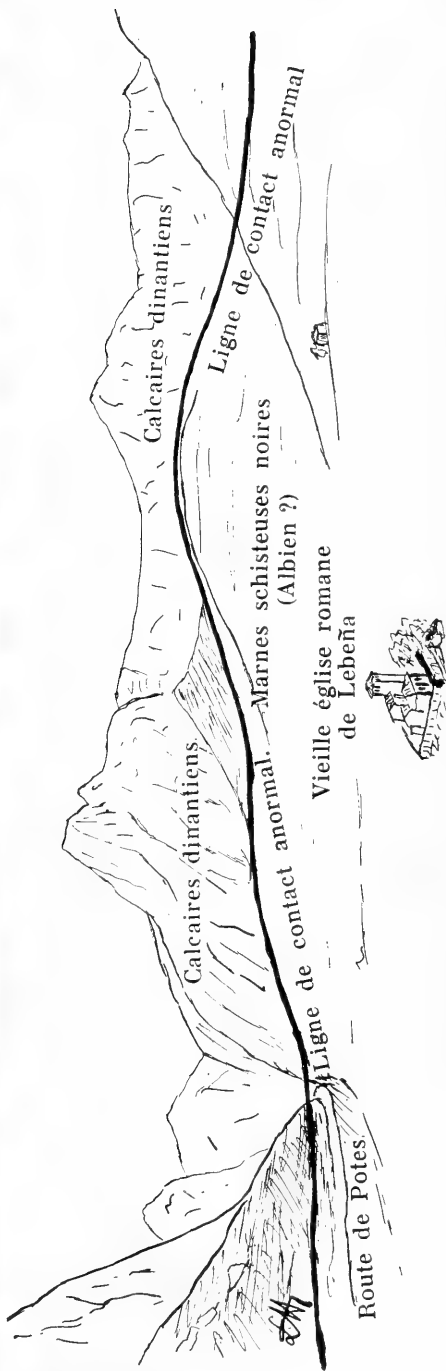 Calcaires dinantiens
Calcaires dinantiens
Ligne de contact anormal
Ligne de contact anormal.
Marnes schisteuses noires
(Albien ?)
Vieille église romane
de Lebeña
Route de Potes